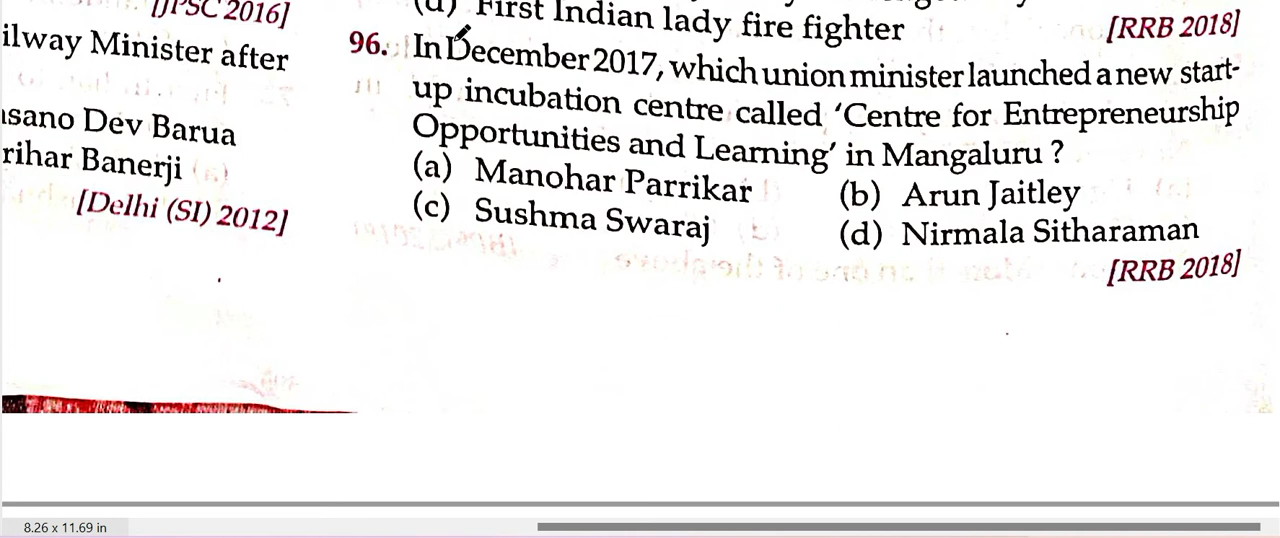 [JPSC 2016]
ilway Minister after
sano Dev Barua
rihar Banerji
[Delhi (SI) 2012]
(d) First Indian lady fire fighter
[RRB 2018]
96. In December 2017, which union minister launched a new start-
up incubation centre called 'Centre for Entrepreneurship
Opportunities and Learning' in Mangaluru ?
(a) Manohar Parrikar (b) Arun Jaitley
(c) Sushma Swaraj (d) Nirmala Sitharaman
[RRB 2018]
8.26 x 11.69 in